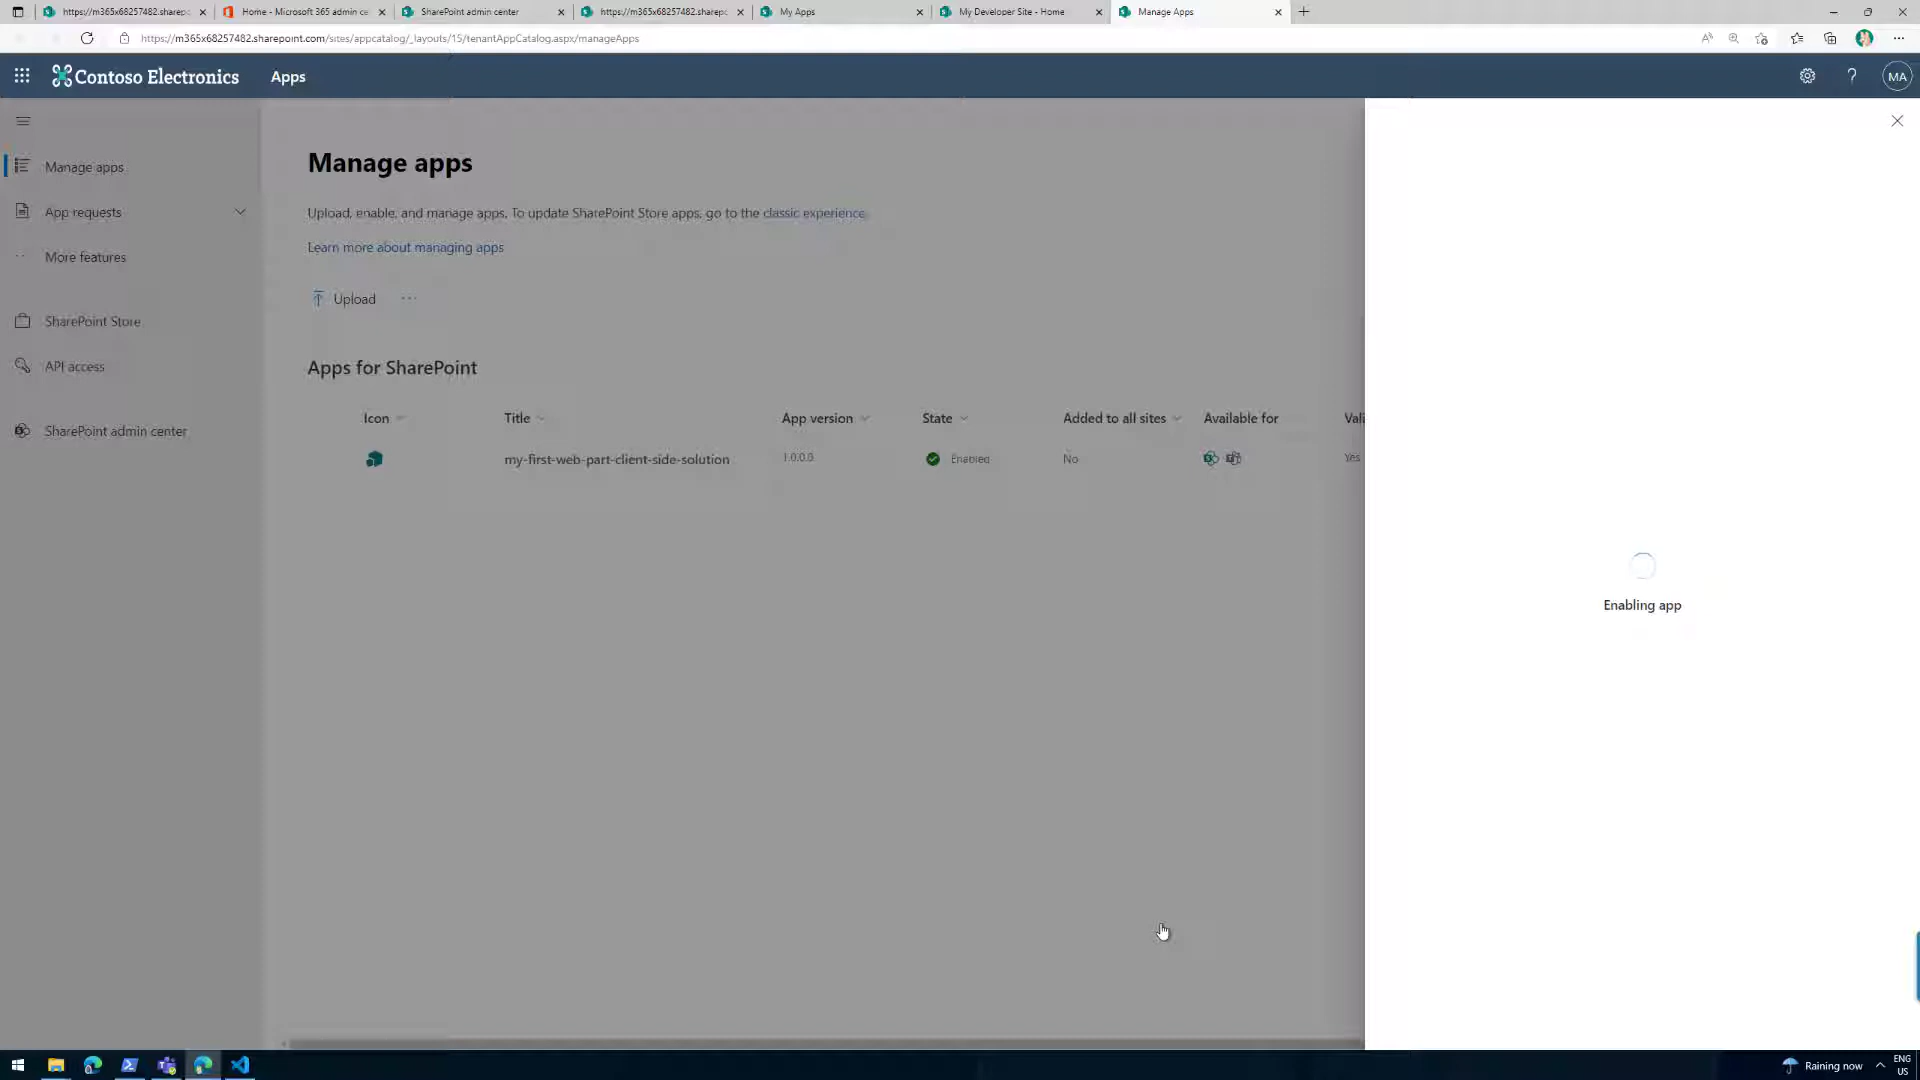 https://m365x68257482.sharepc
Home - Microsoft 365 admin ce
SharePoint admin center
https://m365x68257482.sharepc
My Apps
My Developer Site - Home
Manage Apps
https://m365x68257482.sharepoint.com/sites/appcatalog/_layouts/15/tenantAppCatalog.aspx/manageApps
Contoso Electronics
Apps
MA
Manage apps
App requests
More features
SharePoint Store
API access
SharePoint admin center
Manage apps
Upload, enable, and manage apps. To update SharePoint Store apps, go to the classic experience.
Learn more about managing apps
Upload
Apps for SharePoint
Icon Title App version State Added to all sites Available for Vali
my-first-web-part-client-side-solution 1.0.0.0 Enabled No Yes
Enabling app
Raining now
ENG
US